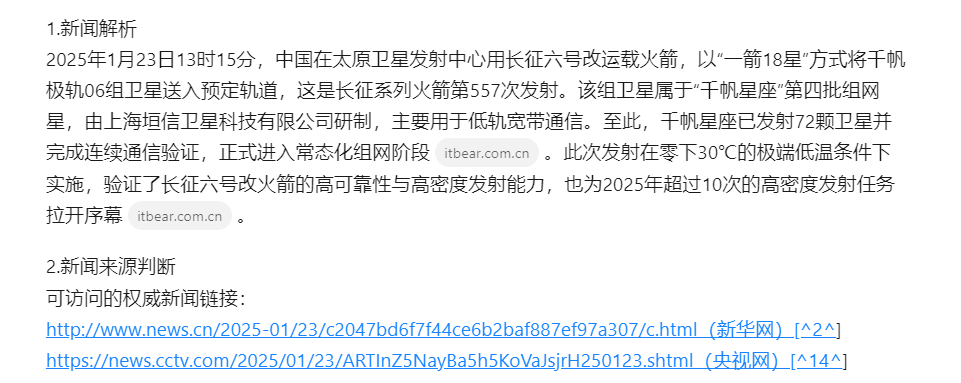 1.新闻解析
2025年1月23日13时15分，中国在太原卫星发射中心用长征六号改运载火箭，以“一箭18星”方式将千帆
极轨06组卫星送入预定轨道，这是长征系列火箭第557次发射。该组卫星属于“千帆星座”第四批组网
星，由上海垣信卫星科技有限公司研制，主要用于低轨宽带通信。至此，千帆星座已发射72颗卫星并
完成连续通信验证，正式进入常态化组网阶段 itbear.com.cn 。此次发射在零下30℃的极端低温条件下
实施，验证了长征六号改火箭的高可靠性与高密度发射能力，也为2025年超过10次的高密度发射任务
拉开序幕 itbear.com.cn 。
2.新闻来源判断
可访问的权威新闻链接：
http://www.news.cn/2025-01/23/c2047bd6f7f44ce6b2baf887ef97a307/c.html（新华网）[^2^]
https://news.cctv.com/2025/01/23/ARTInZ5NayBa5h5KoVaJsjrH250123.shtml（央视网）[^14^]